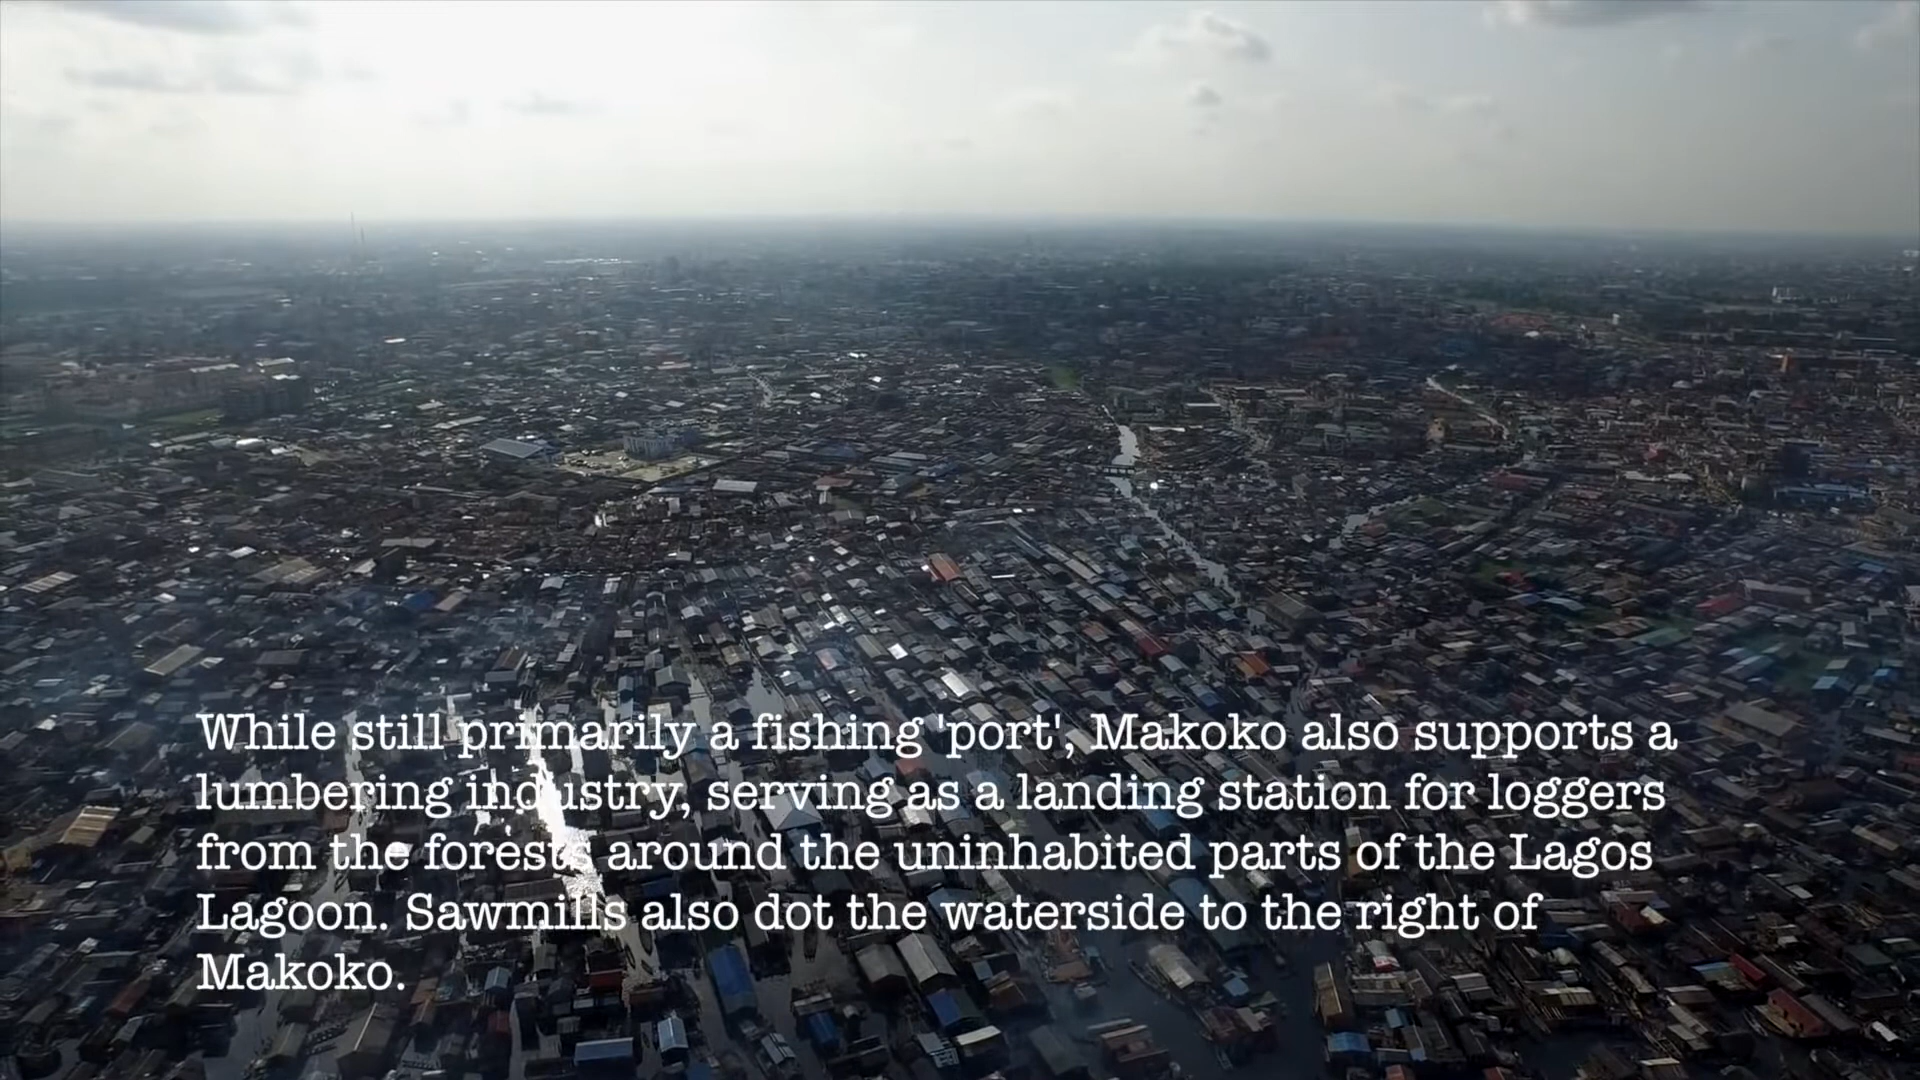 While still primarily a fishing 'port', Makoko also supports a
lumbering industry, serving as a landing station for loggers
from the forests around the uninhabited parts of the Lagos
Lagoon. Sawmills also dot the waterside to the right of
Makoko.